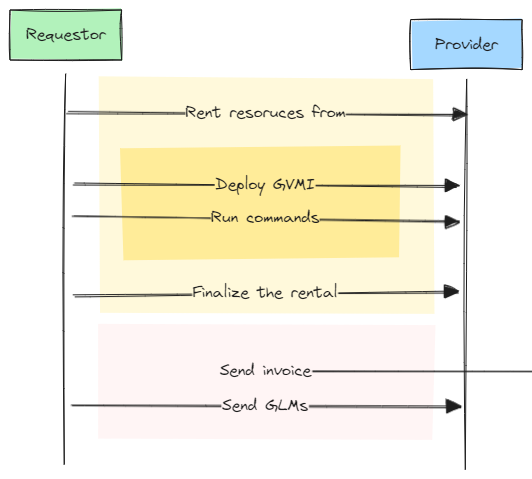 Requestor
Provider
Rent resoruces from
Deploy GVMI
Run commands
Finalize the rental
Send invoice
Send GLMs